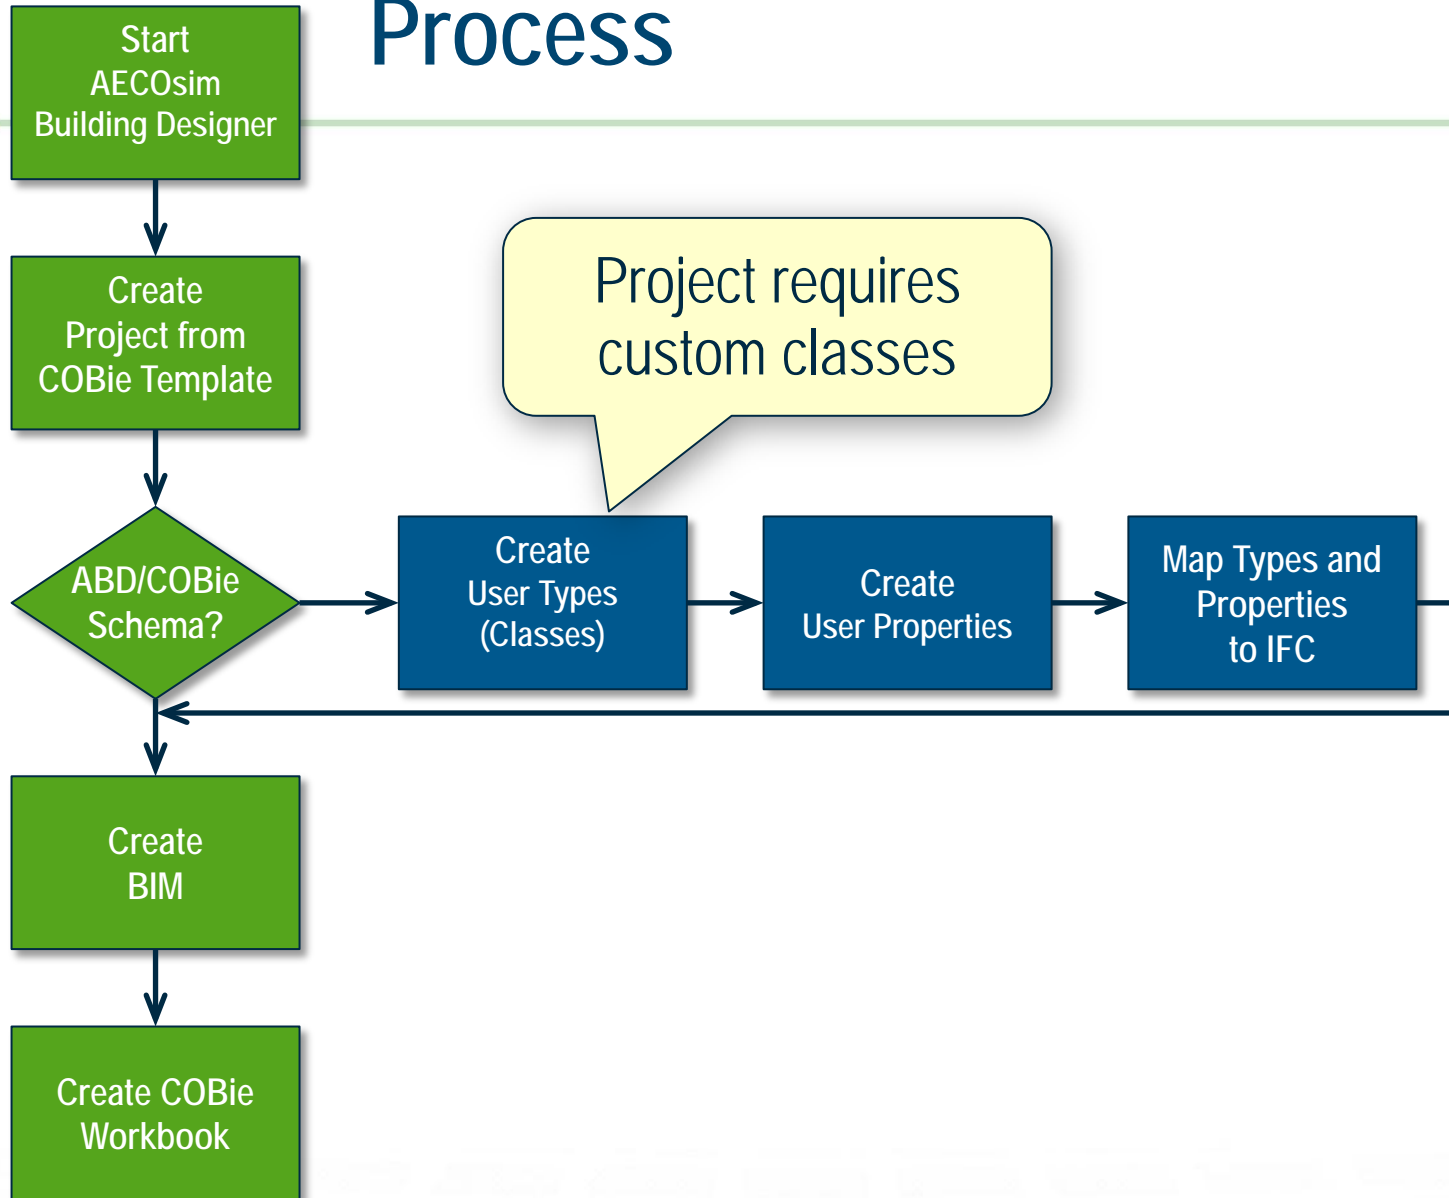 Process
Start
AECOsim
Building Designer
Create
Project from
COBie Template
Project requires
custom classes
ABD/COBie
Schema?
Create
User Types
(Classes)
Create
User Properties
Map Types and
Properties
to IFC
Create
BIM
Create COBie
Workbook